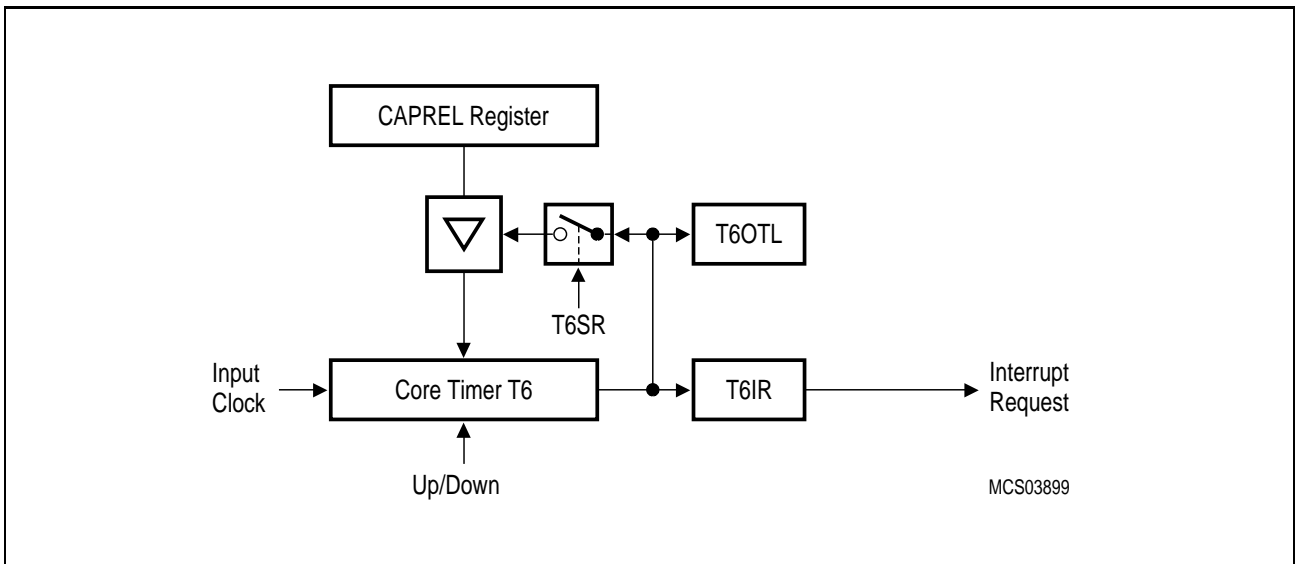 CAPREL Register
T6OTL
T6SR
Input
Clock
Core Timer T6
T6IR
Interrupt
Request
Up/Down
MCS03899